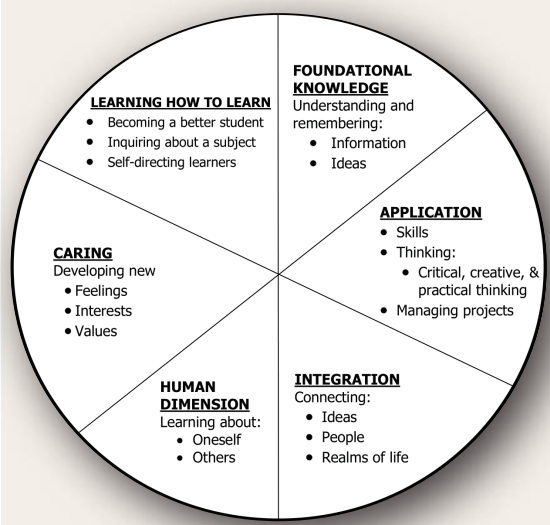 FOUNDATIONAL
KNOWLEDGE
Understanding and
remembering:
• Information
• Ideas
APPLICATION
• Skills
• Thinking:
• Critical, creative, &
practical thinking
• Managing projects
INTEGRATION
Connecting:
• Ideas
• People
• Realms of life
HUMAN
DIMENSION
Learning about:
• Oneself
• Others
CARING
Developing new
• Feelings
• Interests
• Values
LEARNING HOW TO LEARN
• Becoming a better student
• Inquiring about a subject
• Self-directing learners